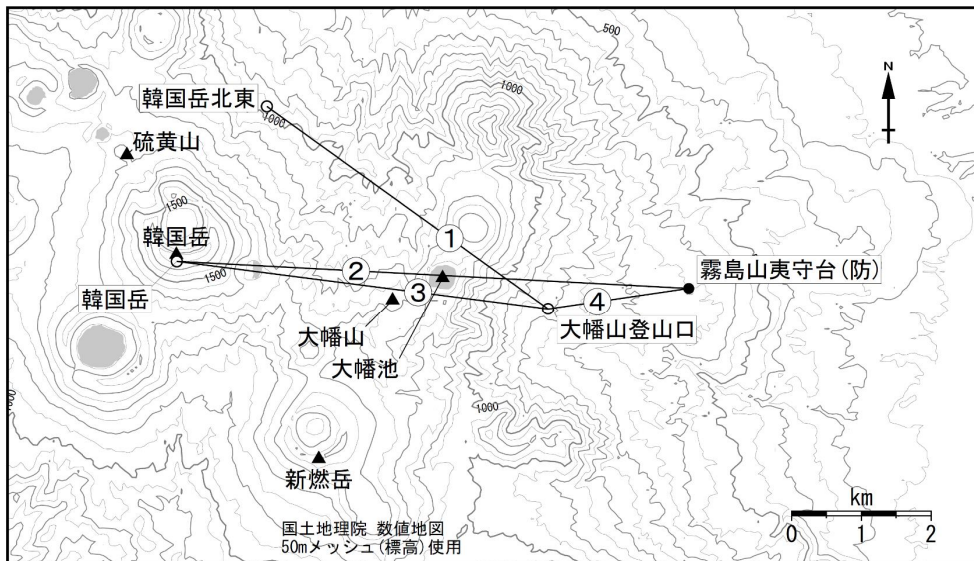 500
N
1000
韓国岳北東
1000
硫黄山
1500
韓国岳
①
②
③
④
1500
霧島山夷守台(防)
韓国岳
大幡山登山口
大幡山
大幡池
1000
新燃岳
km
0 1 2
国土地理院 数値地図
50mメッシュ(標高)使用